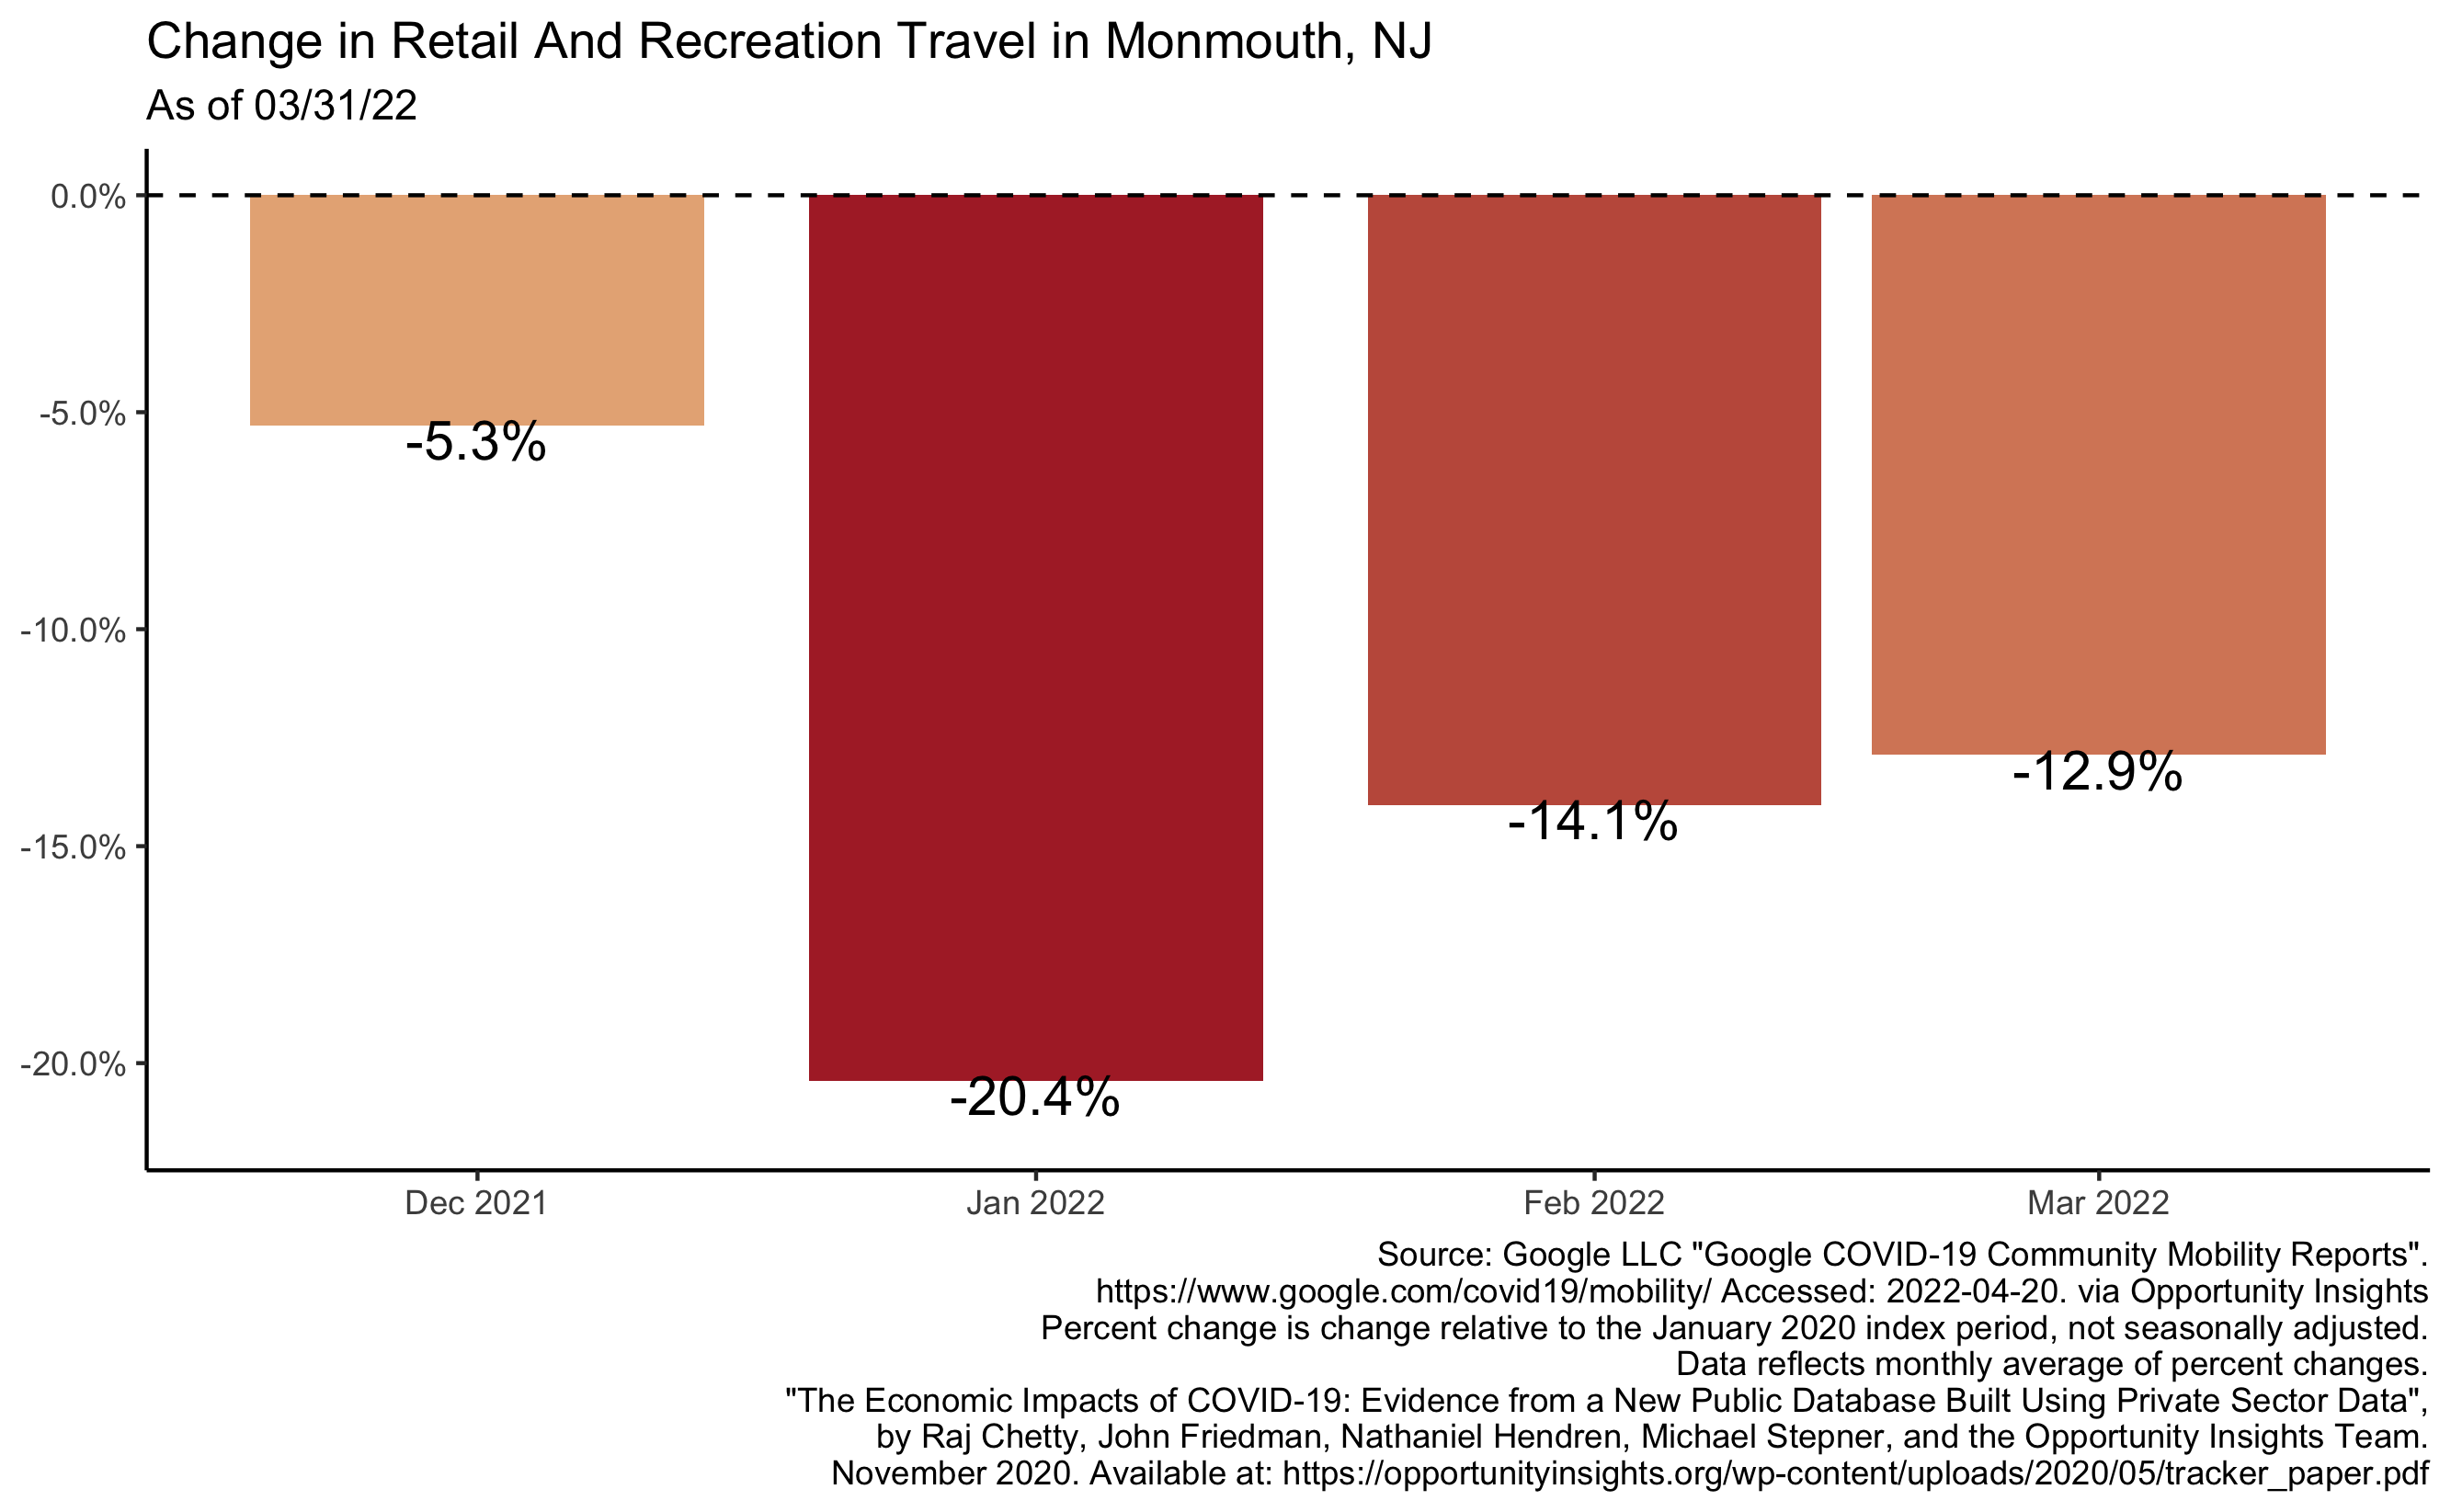 Change in Retail And Recreation Travel in Monmouth, NJ
As of 03/31/22
0.0%
-5.0%
-10.0%
-15.0%
-20.0%
-5.3%
-20.4%
-14.1%
-12.9%
Dec 2021
Jan 2022
Feb 2022
Mar 2022
Source: Google LLC "Google COVID-19 Community Mobility Reports".
https://www.google.com/covid19/mobility/ Accessed: 2022-04-20. via Opportunity Insights
Percent change is change relative to the January 2020 index period, not seasonally adjusted.
Data reflects monthly average of percent changes.
"The Economic Impacts of COVID-19: Evidence from a New Public Database Built Using Private Sector Data",
by Raj Chetty, John Friedman, Nathaniel Hendren, Michael Stepner, and the Opportunity Insights Team.
November 2020. Available at: https://opportunityinsights.org/wp-content/uploads/2020/05/tracker_paper.pdf